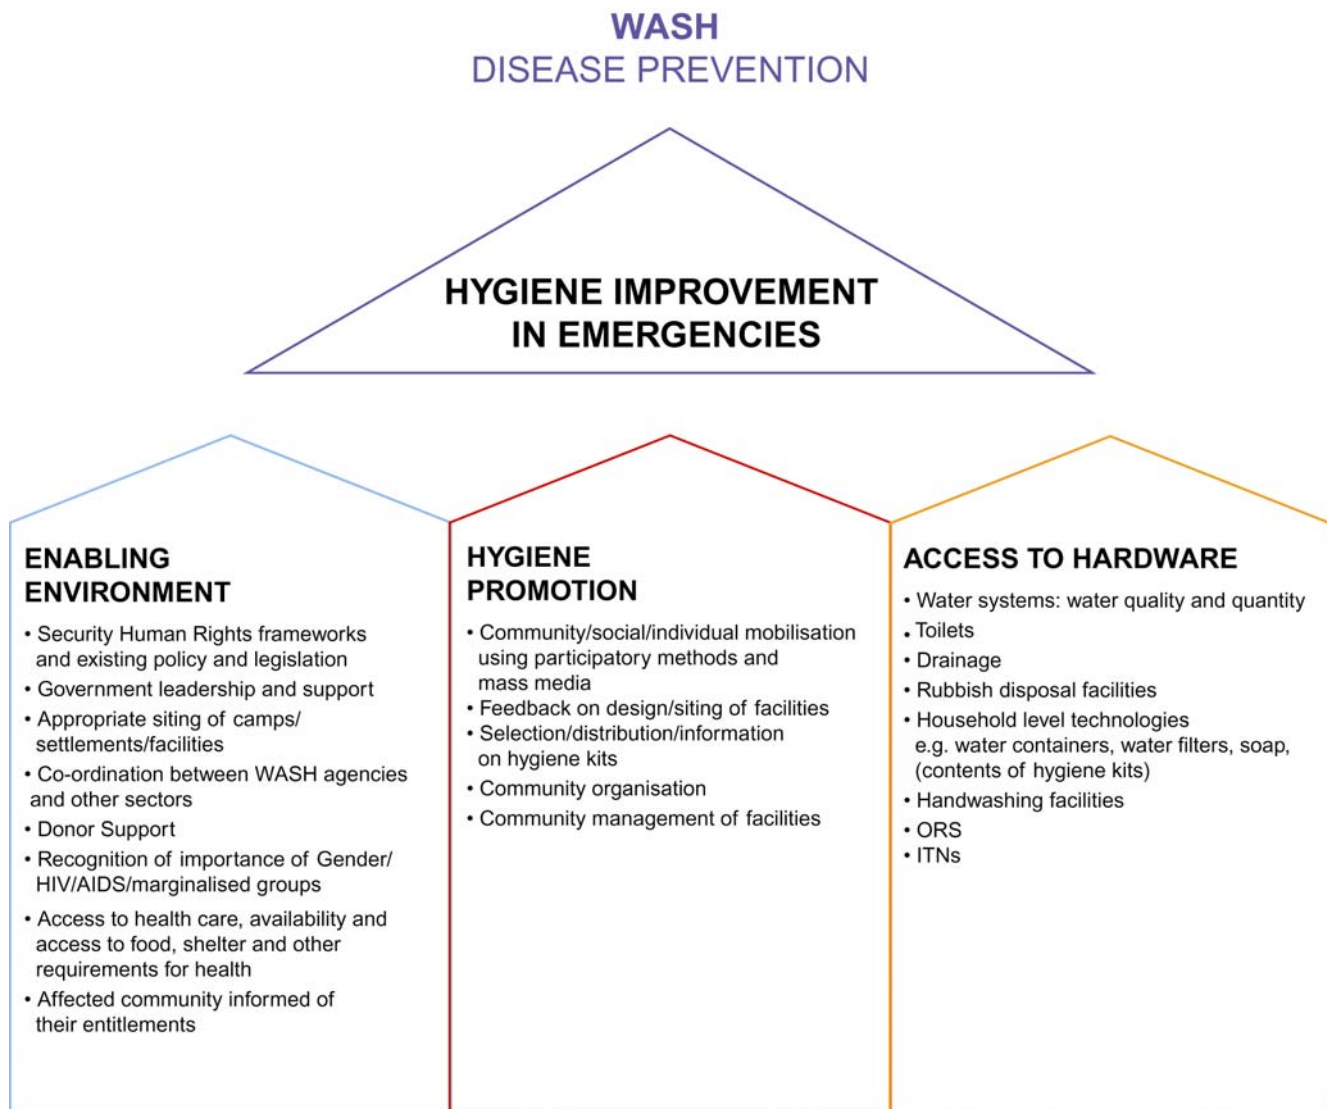 WASH
DISEASE PREVENTION
HYGIENE IMPROVEMENT
IN EMERGENCIES
ENABLING
ENVIRONMENT
• Security Human Rights frameworks
and existing policy and legislation
• Government leadership and support
• Appropriate siting of camps/
settlements/facilities
• Co-ordination between WASH agencies
and other sectors
• Donor Support
• Recognition of importance of Gender/
HIV/AIDS/marginalised groups
• Access to health care, availability and
access to food, shelter and other
requirements for health
• Affected community informed of
their entitlements
HYGIENE
PROMOTION
• Community/social/individual mobilisation
using participatory methods and
mass media
• Feedback on design/siting of facilities
• Selection/distribution/information
on hygiene kits
• Community organisation
• Community management of facilities
ACCESS TO HARDWARE
• Water systems: water quality and quantity
• Toilets
• Drainage
• Rubbish disposal facilities
• Household level technologies
e.g. water containers, water filters, soap,
(contents of hygiene kits)
• Handwashing facilities
• ORS
• ITNs